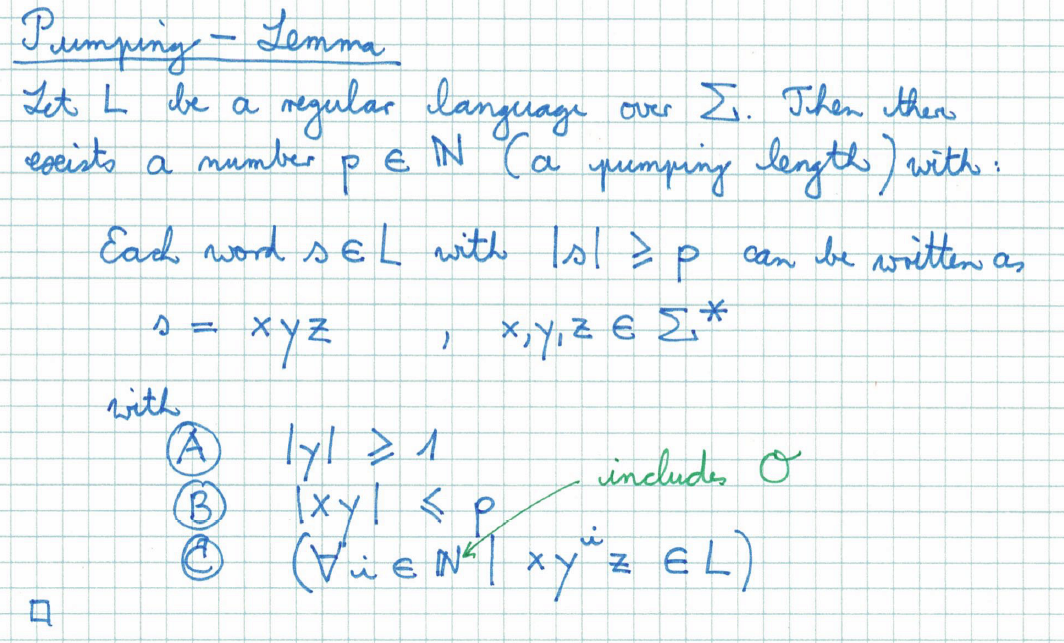 Pumping - Lemma
Let L be a regular language over Σ. Then there
exists a number p ∈ ℕ (a pumping length) with:
Each word s ∈ L with |s| ⩾ p can be written as
s = xyz , x,y,z ∈ Σ*
with
Ⓐ |y| ⩾ 1
includes 0
Ⓑ |xy| ⩽ p
Ⓒ (∀i ∈ ℕ | xyⁱz ∈ L)
□